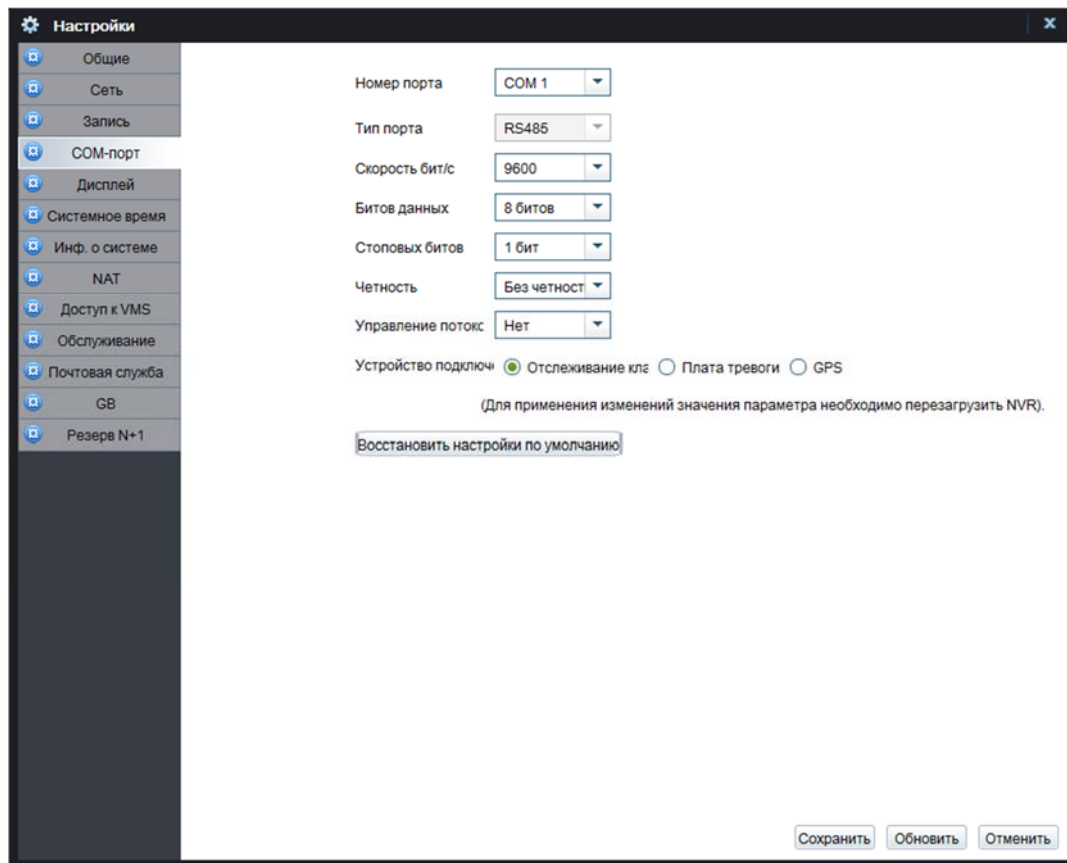 Настройки
Общие
Сеть
Запись
COM-порт
Дисплей
Системное время
Инф. о системе
NAT
Доступ к VMS
Обслуживание
Почтовая служба
GB
Резерв N+1
Номер порта COM 1
Тип порта RS485
Скорость бит/с 9600
Битов данных 8 битов
Стоповых битов 1 бит
Четность Без четност
Управление потокс Нет
Устройство подключ Отслеживание кла Плата тревоги GPS
(Для применения изменений значения параметра необходимо перезагрузить NVR).
Восстановить настройки по умолчанию
Сохранить Обновить Отменить